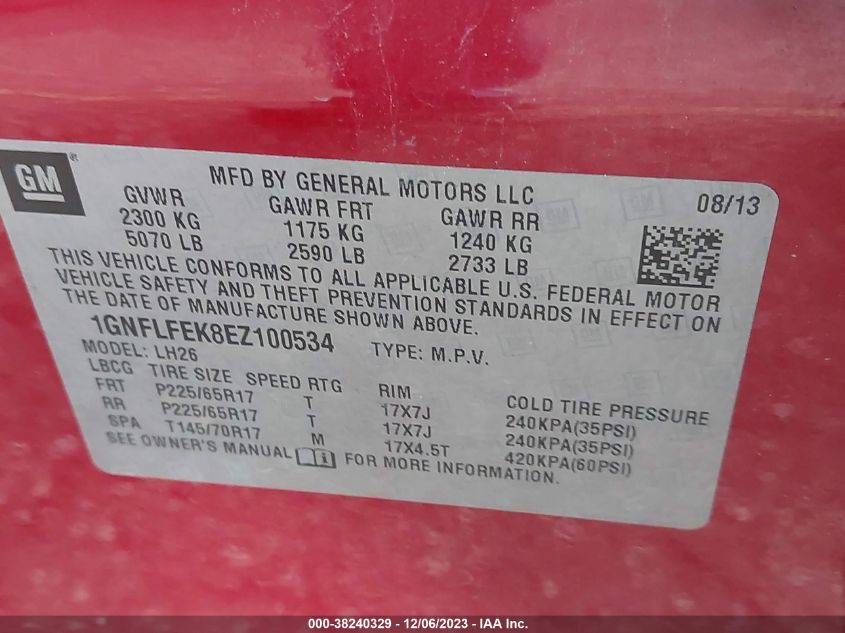 GM ®
MFD BY GENERAL MOTORS LLC 08/13
GVWR GAWR FRT GAWR RR
2300 KG 1175 KG 1240 KG
5070 LB 2590 LB 2733 LB
THIS VEHICLE CONFORMS TO ALL APPLICABLE U.S. FEDERAL MOTOR
VEHICLE SAFETY AND THEFT PREVENTION STANDARDS IN EFFECT ON
THE DATE OF MANUFACTURE SHOWN ABOVE.
1GNFLFEK8EZ100534 TYPE: M.P.V.
MODEL: LH26
LBCG TIRE SIZE SPEED RTG RIM COLD TIRE PRESSURE
FRT P225/65R17 T 17X7J 240KPA(35PSI)
RR P225/65R17 T 17X7J 240KPA(35PSI)
SPA T145/70R17 M 17X4.5T 420KPA(60PSI)
SEE OWNER'S MANUAL i FOR MORE INFORMATION.
000-38240329 - 12/06/2023 - IAA Inc.